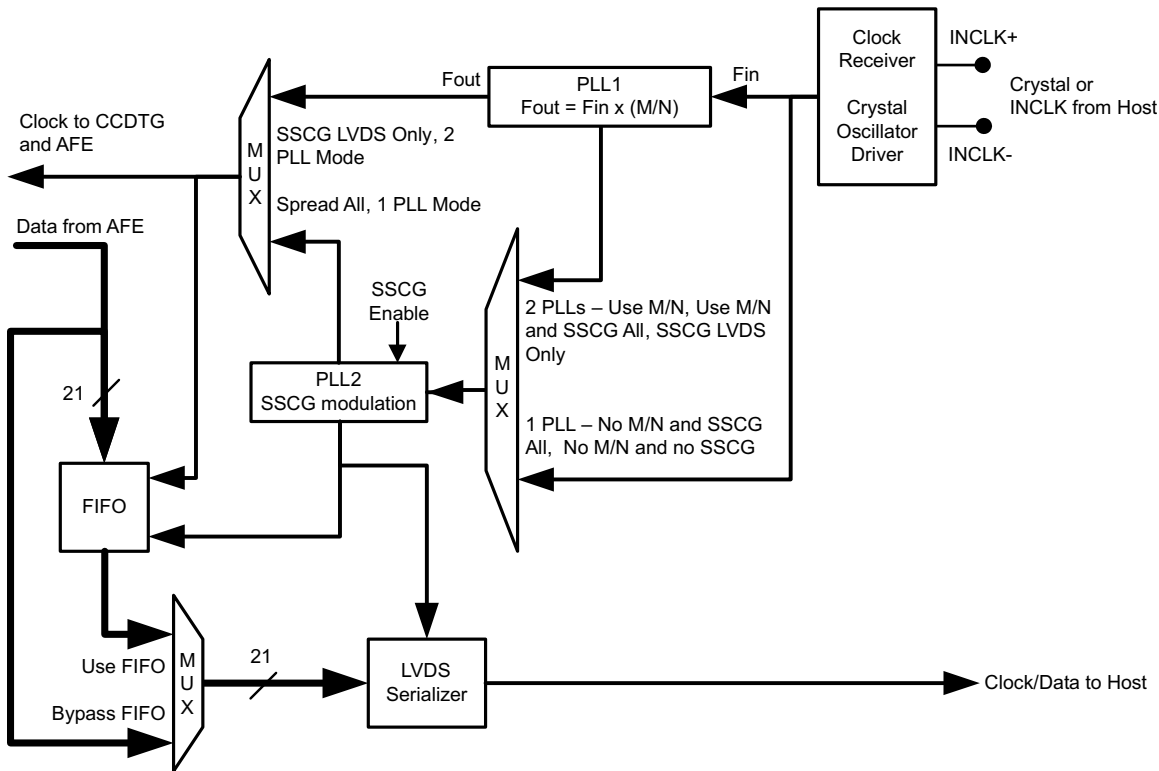 Clock
Receiver
Crystal
Oscillator
Driver
INCLK+
Crystal or
INCLK from Host
INCLK-
Fin
PLL1
Fout = Fin x (M/N)
Fout
Clock to CCDTG
and AFE
MUX
SSCG LVDS Only, 2
PLL Mode
Spread All, 1 PLL Mode
Data from AFE
SSCG
Enable
MUX
2 PLLs – Use M/N, Use M/N
and SSCG All, SSCG LVDS
Only
1 PLL – No M/N and SSCG
All, No M/N and no SSCG
PLL2
SSCG modulation
21
FIFO
Use FIFO
Bypass FIFO
MUX
21
LVDS
Serializer
Clock/Data to Host